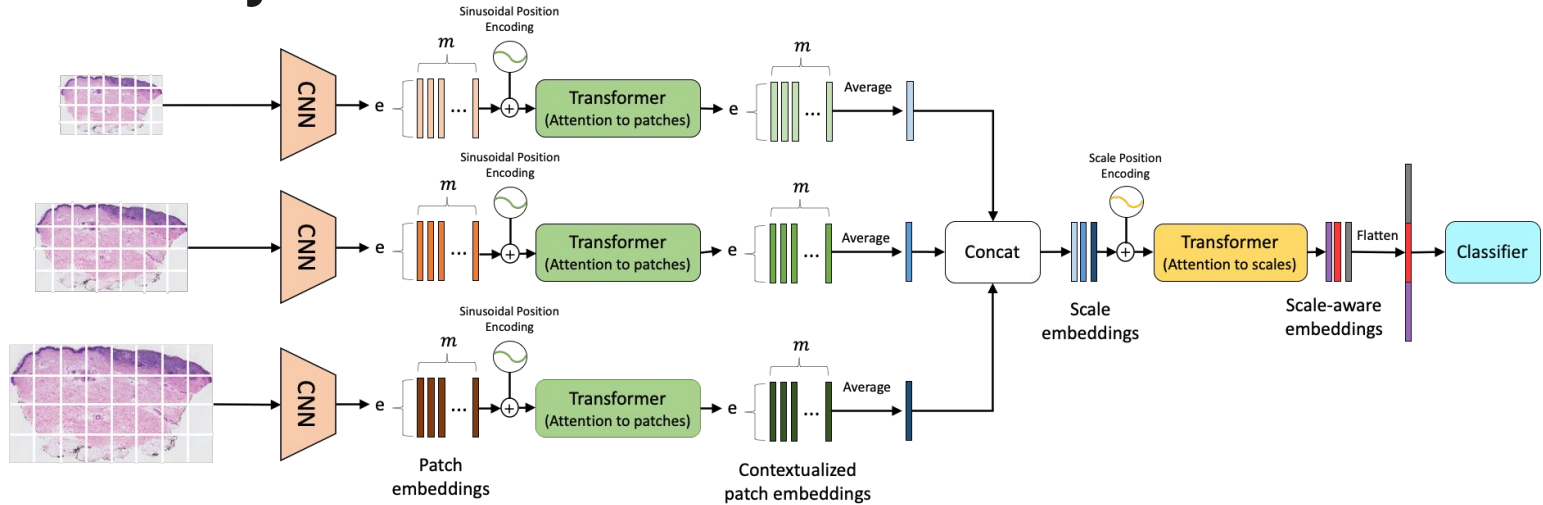 Sinusoidal Position
Encoding
m
m
CNN
e
...
+
Transformer
(Attention to patches)
e
...
Average
Sinusoidal Position
Encoding
m
m
CNN
e
...
+
Transformer
(Attention to patches)
e
...
Average
Concat
Scale
embeddings
Scale Position
Encoding
+
Transformer
(Attention to scales)
Scale-aware
embeddings
Flatten
Classifier
Sinusoidal Position
Encoding
m
m
CNN
e
...
+
Transformer
(Attention to patches)
e
...
Average
Patch
embeddings
Contextualized
patch embeddings